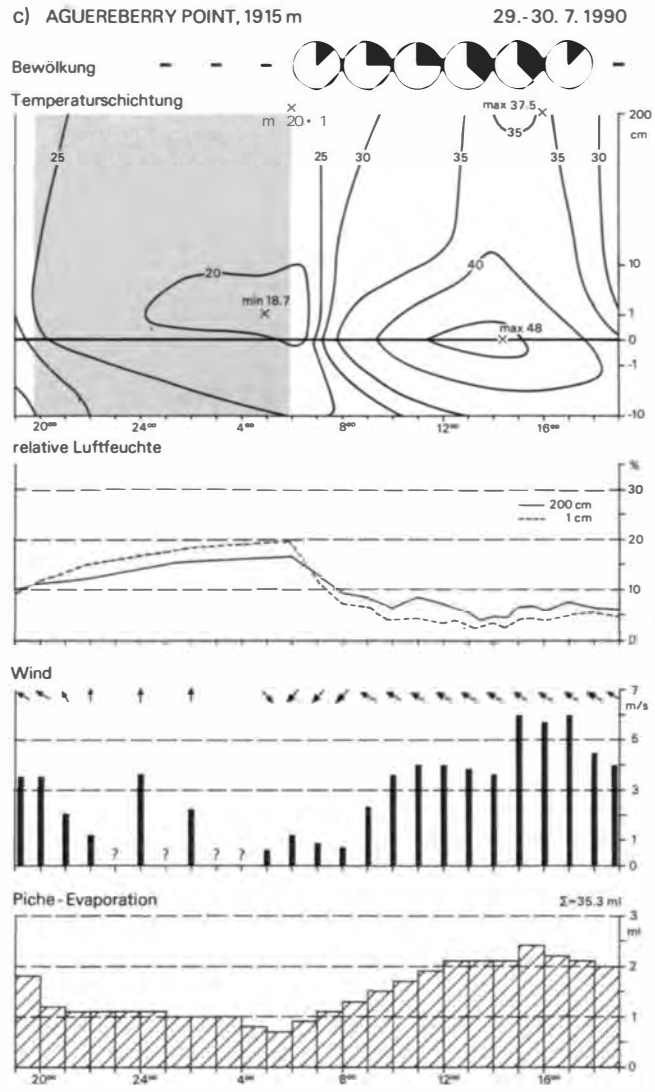 c) AGUEREBERRY POINT, 1915 m 29.-30. 7. 1990
Bewölkung
Temperaturschichtung
200
cm
max 37.5
m 20 · 1
35
25 25 30 35 35 30
20 40
10
min 18.7
1
max 48
0
-1
-10
20⁰⁰ 24⁰⁰ 4⁰⁰ 8⁰⁰ 12⁰⁰ 16⁰⁰
relative Luftfeuchte
%
30
200 cm
1 cm
20
10
0
Wind
7
m/s
5
3
1
? ? ? ?
0
Piche-Evaporation Σ=35.3 ml
3
ml
2
1
0
20⁰⁰ 24⁰⁰ 4⁰⁰ 8⁰⁰ 12⁰⁰ 16⁰⁰